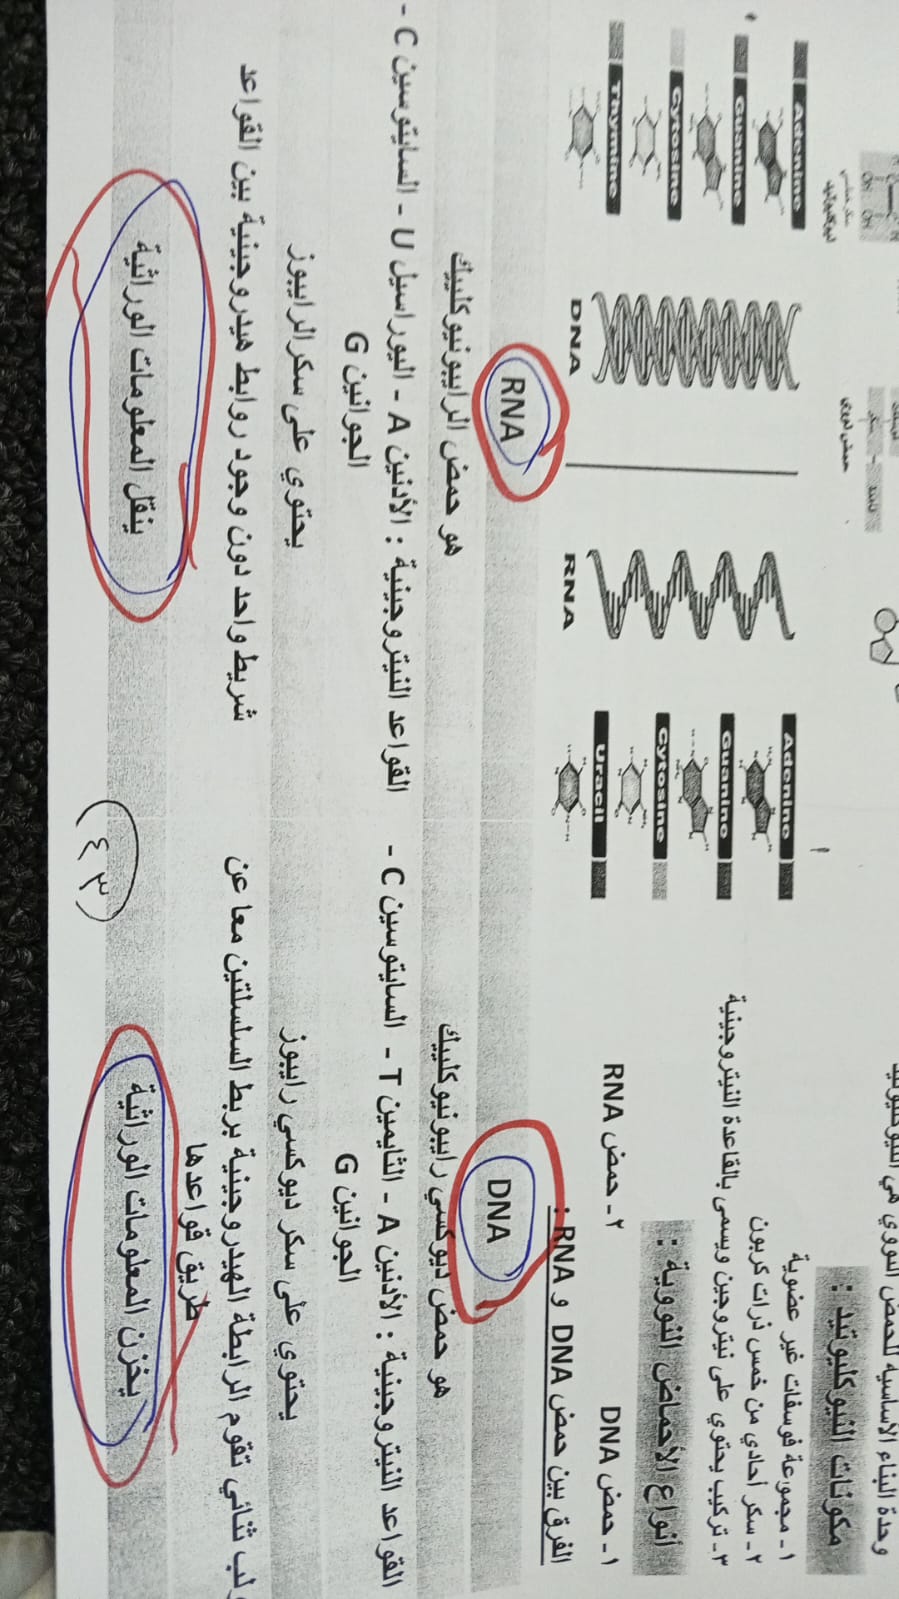 وحدة البناء الأساسية للحمض النووي هي النيوكليوتيد
مكونات النيوكليوتيد :
١ - مجموعة فوسفات غير عضوية
٢ - سكر أحادي من خمس ذرات كربون
٣ - تركيب يحتوي على نيتروجين ويسمى بالقاعدة النيتروجينية
أنواع الأحماض النووية :
١ - حمض DNA ٢ - حمض RNA
الفرق بين حمض DNA و RNA :
OH OH
Adenine
Guanine
Cytosine
Thymine
DNA
RNA
Adenine
Guanine
Cytosine
Uracil
DNA RNA
هو حمض ديوكسي رايبونيوكلييك هو حمض الرايبونيوكلييك
القواعد النيتروجينية : الأدنين A - الثايمين T - السايتوسين C - الجوانين G
القواعد النيتروجينية : الأدنين A - اليوراسيل U - السايتوسين C - الجوانين G
يحتوي على سكر ديوكسي رايبوز يحتوي على سكر الرايبوز
ثنائي تقوم الرابطة الهيدروجينية بربط السلسلتين معا عن
طريق قواعدها
شريط واحد دون وجود روابط هيدروجينية بين القواعد
يخزن المعلومات الوراثية ينقل المعلومات الوراثية
٤٣